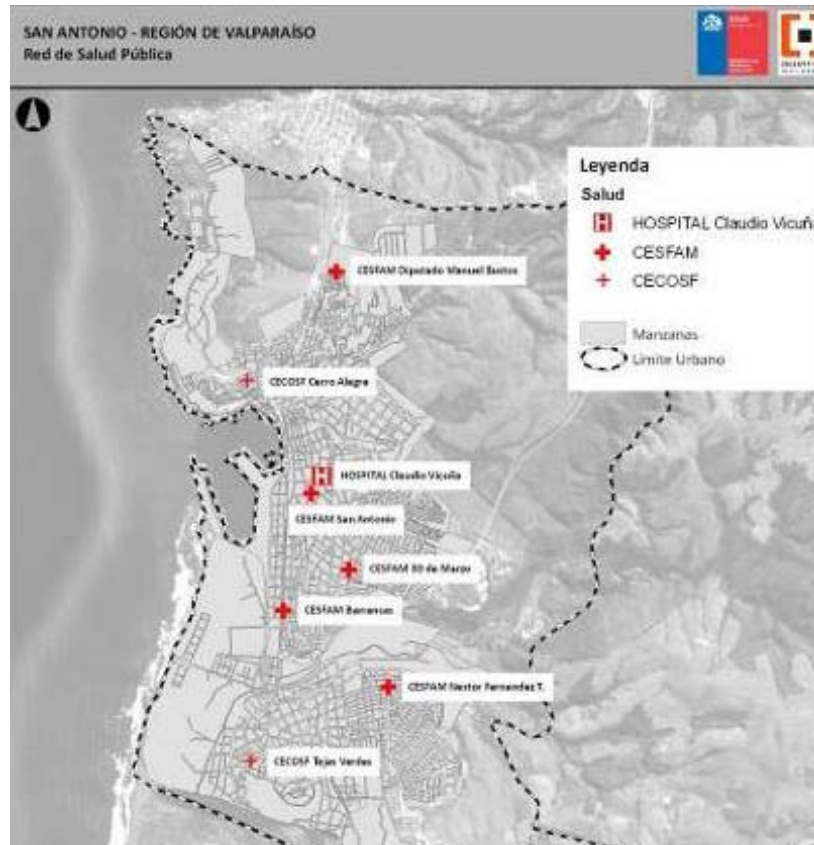 SAN ANTONIO - REGIÓN DE VALPARAÍSO
Red de Salud Pública
Leyenda
Salud
HOSPITAL Claudio Vicuñ
CESFAM
CECOSF
Manzanas
Limite Urbano
CESFAM Diputado Manuel Bustos
CECOSF Cerro Alegre
HOSPITAL Claudio Vicuña
CESFAM San Antonio
CESFAM 30 de Marzo
CESFAM Barrancas
CESFAM Nestor Fernandez T.
CECOSF Tejas Verdes